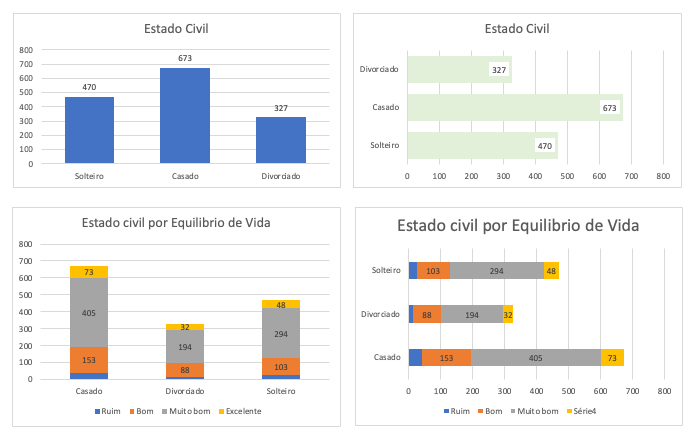 Estado Civil
800
700
600
500
400
300
200
100
0
470
673
327
Solteiro Casado Divorciado
Estado Civil
Divorciado 327
Casado 673
Solteiro 470
0 100 200 300 400 500 600 700 800
Estado civil por Equilibrio de Vida
800
700
600
500
400
300
200
100
0
73
405
153
32
194
88
48
294
103
Casado Divorciado Solteiro
Ruim Bom Muito bom Excelente
Estado civil por Equilibrio de Vida
Solteiro 103 294 48
Divorciado 88 194 32
Casado 153 405 73
0 100 200 300 400 500 600 700 800
Ruim Bom Muito bom Série4